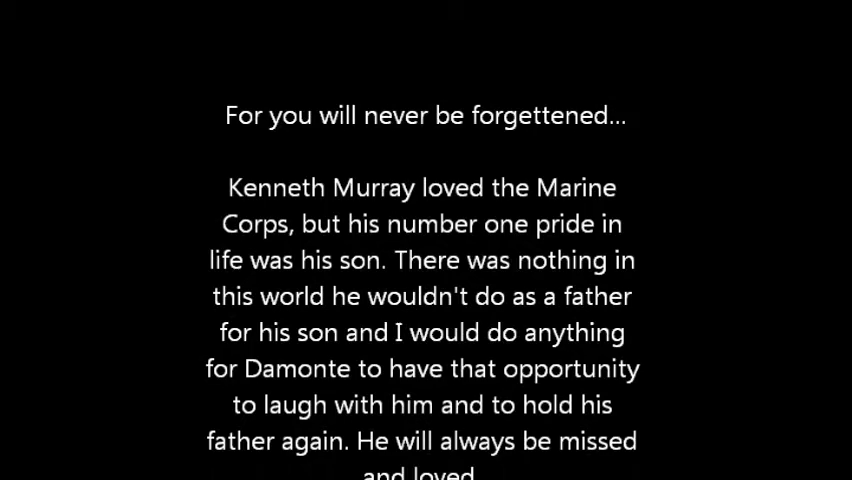 For you will never be forgettened...
Kenneth Murray loved the Marine
Corps, but his number one pride in
life was his son. There was nothing in
this world he wouldn't do as a father
for his son and I would do anything
for Damonte to have that opportunity
to laugh with him and to hold his
father again. He will always be missed
and loved